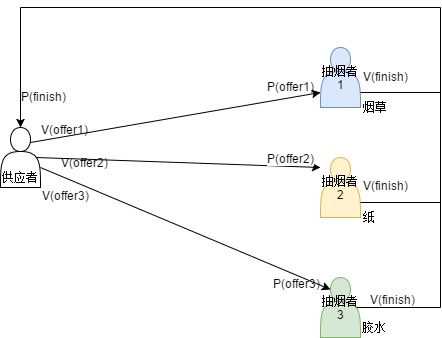 抽烟者
1
P(offer1)
V(finish)
烟草
P(finish)
V(offer1)
供应者
V(offer2)
P(offer2)
抽烟者
2
V(finish)
纸
V(offer3)
P(offer3)
抽烟者
3
V(finish)
胶水